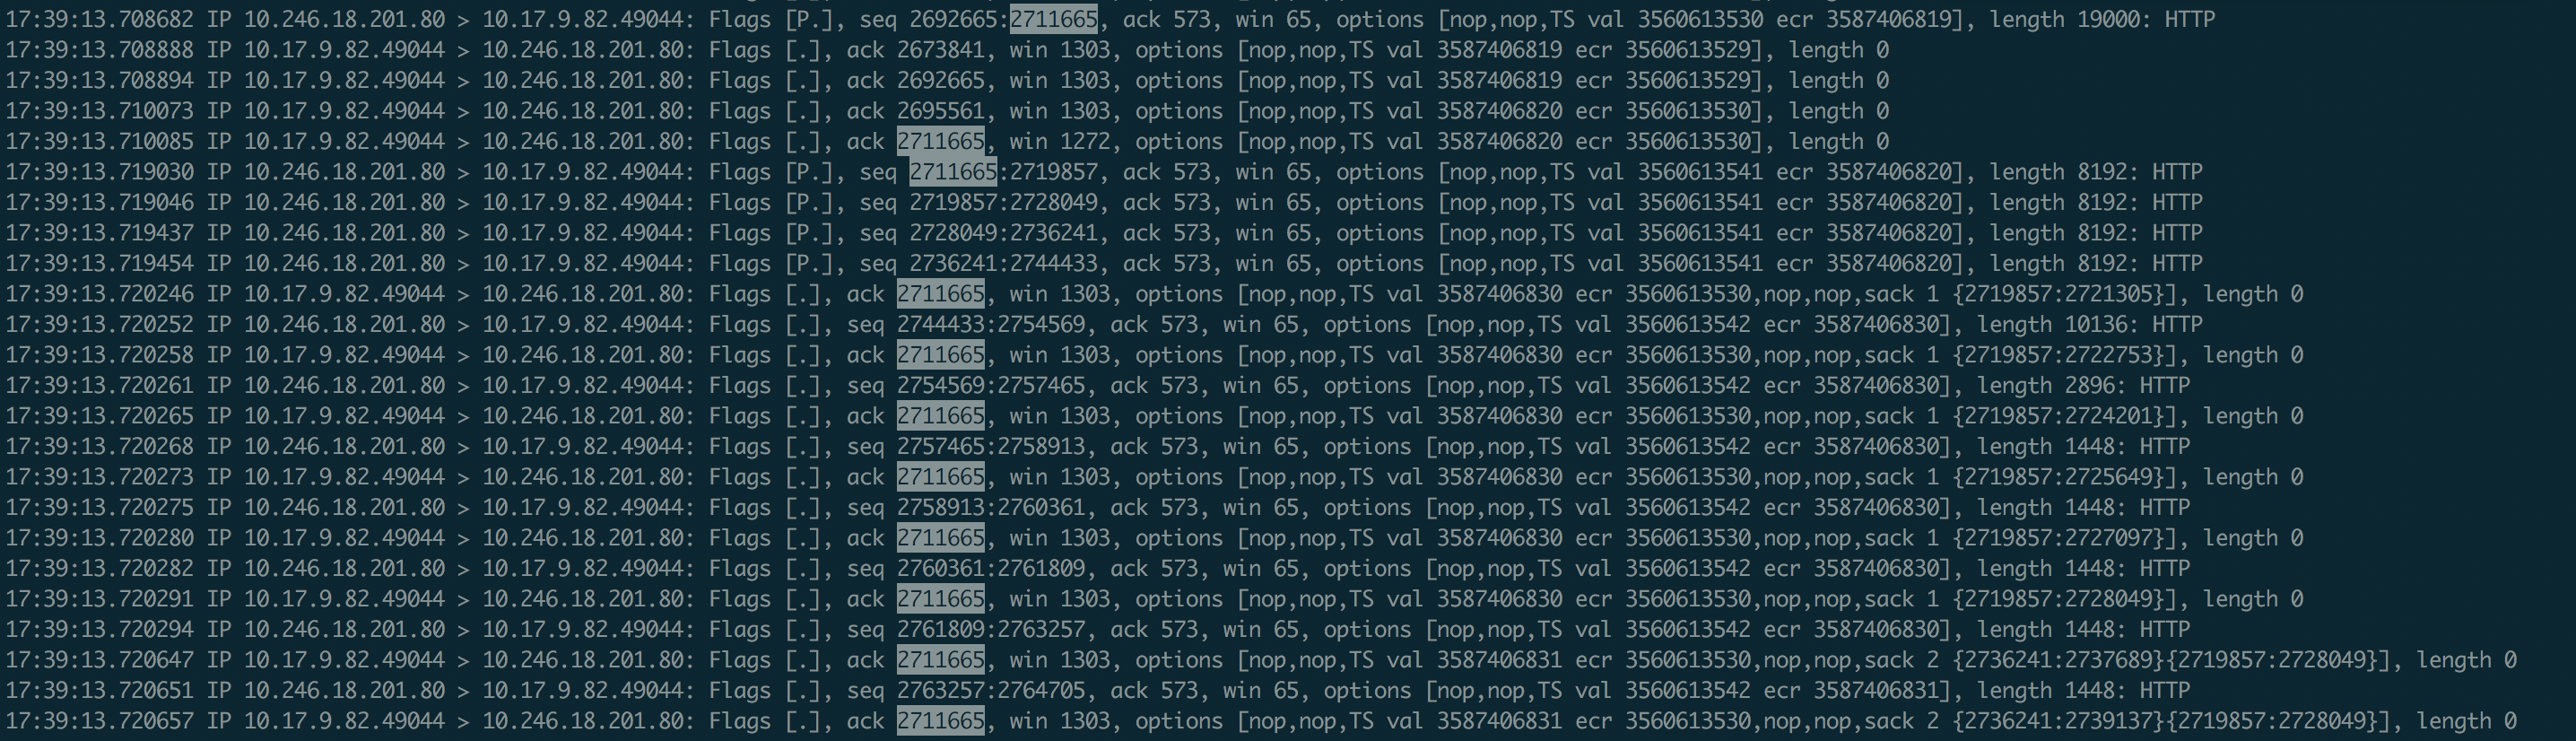 17:39:13.708682 IP 10.246.18.201.80 > 10.17.9.82.49044: Flags [P.], seq 2692665:2711665, ack 573, win 65, options [nop,nop,TS val 3560613530 ecr 3587406819], length 19000: HTTP
17:39:13.708888 IP 10.17.9.82.49044 > 10.246.18.201.80: Flags [.], ack 2673841, win 1303, options [nop,nop,TS val 3587406819 ecr 3560613529], length 0
17:39:13.708894 IP 10.17.9.82.49044 > 10.246.18.201.80: Flags [.], ack 2692665, win 1303, options [nop,nop,TS val 3587406819 ecr 3560613529], length 0
17:39:13.710073 IP 10.17.9.82.49044 > 10.246.18.201.80: Flags [.], ack 2695561, win 1303, options [nop,nop,TS val 3587406820 ecr 3560613530], length 0
17:39:13.710085 IP 10.17.9.82.49044 > 10.246.18.201.80: Flags [.], ack 2711665, win 1272, options [nop,nop,TS val 3587406820 ecr 3560613530], length 0
17:39:13.719030 IP 10.246.18.201.80 > 10.17.9.82.49044: Flags [P.], seq 2711665:2719857, ack 573, win 65, options [nop,nop,TS val 3560613541 ecr 3587406820], length 8192: HTTP
17:39:13.719046 IP 10.246.18.201.80 > 10.17.9.82.49044: Flags [P.], seq 2719857:2728049, ack 573, win 65, options [nop,nop,TS val 3560613541 ecr 3587406820], length 8192: HTTP
17:39:13.719437 IP 10.246.18.201.80 > 10.17.9.82.49044: Flags [P.], seq 2728049:2736241, ack 573, win 65, options [nop,nop,TS val 3560613541 ecr 3587406820], length 8192: HTTP
17:39:13.719454 IP 10.246.18.201.80 > 10.17.9.82.49044: Flags [P.], seq 2736241:2744433, ack 573, win 65, options [nop,nop,TS val 3560613541 ecr 3587406820], length 8192: HTTP
17:39:13.720246 IP 10.17.9.82.49044 > 10.246.18.201.80: Flags [.], ack 2711665, win 1303, options [nop,nop,TS val 3587406830 ecr 3560613530,nop,nop,sack 1 {2719857:2721305}], length 0
17:39:13.720252 IP 10.246.18.201.80 > 10.17.9.82.49044: Flags [.], seq 2744433:2754569, ack 573, win 65, options [nop,nop,TS val 3560613542 ecr 3587406830], length 10136: HTTP
17:39:13.720258 IP 10.17.9.82.49044 > 10.246.18.201.80: Flags [.], ack 2711665, win 1303, options [nop,nop,TS val 3587406830 ecr 3560613530,nop,nop,sack 1 {2719857:2722753}], length 0
17:39:13.720261 IP 10.246.18.201.80 > 10.17.9.82.49044: Flags [.], seq 2754569:2757465, ack 573, win 65, options [nop,nop,TS val 3560613542 ecr 3587406830], length 2896: HTTP
17:39:13.720265 IP 10.17.9.82.49044 > 10.246.18.201.80: Flags [.], ack 2711665, win 1303, options [nop,nop,TS val 3587406830 ecr 3560613530,nop,nop,sack 1 {2719857:2724201}], length 0
17:39:13.720268 IP 10.246.18.201.80 > 10.17.9.82.49044: Flags [.], seq 2757465:2758913, ack 573, win 65, options [nop,nop,TS val 3560613542 ecr 3587406830], length 1448: HTTP
17:39:13.720273 IP 10.17.9.82.49044 > 10.246.18.201.80: Flags [.], ack 2711665, win 1303, options [nop,nop,TS val 3587406830 ecr 3560613530,nop,nop,sack 1 {2719857:2725649}], length 0
17:39:13.720275 IP 10.246.18.201.80 > 10.17.9.82.49044: Flags [.], seq 2758913:2760361, ack 573, win 65, options [nop,nop,TS val 3560613542 ecr 3587406830], length 1448: HTTP
17:39:13.720280 IP 10.17.9.82.49044 > 10.246.18.201.80: Flags [.], ack 2711665, win 1303, options [nop,nop,TS val 3587406830 ecr 3560613530,nop,nop,sack 1 {2719857:2727097}], length 0
17:39:13.720282 IP 10.246.18.201.80 > 10.17.9.82.49044: Flags [.], seq 2760361:2761809, ack 573, win 65, options [nop,nop,TS val 3560613542 ecr 3587406830], length 1448: HTTP
17:39:13.720291 IP 10.17.9.82.49044 > 10.246.18.201.80: Flags [.], ack 2711665, win 1303, options [nop,nop,TS val 3587406830 ecr 3560613530,nop,nop,sack 1 {2719857:2728049}], length 0
17:39:13.720294 IP 10.246.18.201.80 > 10.17.9.82.49044: Flags [.], seq 2761809:2763257, ack 573, win 65, options [nop,nop,TS val 3560613542 ecr 3587406830], length 1448: HTTP
17:39:13.720647 IP 10.17.9.82.49044 > 10.246.18.201.80: Flags [.], ack 2711665, win 1303, options [nop,nop,TS val 3587406831 ecr 3560613530,nop,nop,sack 2 {2736241:2737689}{2719857:2728049}], length 0
17:39:13.720651 IP 10.246.18.201.80 > 10.17.9.82.49044: Flags [.], seq 2763257:2764705, ack 573, win 65, options [nop,nop,TS val 3560613542 ecr 3587406831], length 1448: HTTP
17:39:13.720657 IP 10.17.9.82.49044 > 10.246.18.201.80: Flags [.], ack 2711665, win 1303, options [nop,nop,TS val 3587406831 ecr 3560613530,nop,nop,sack 2 {2736241:2739137}{2719857:2728049}], length 0